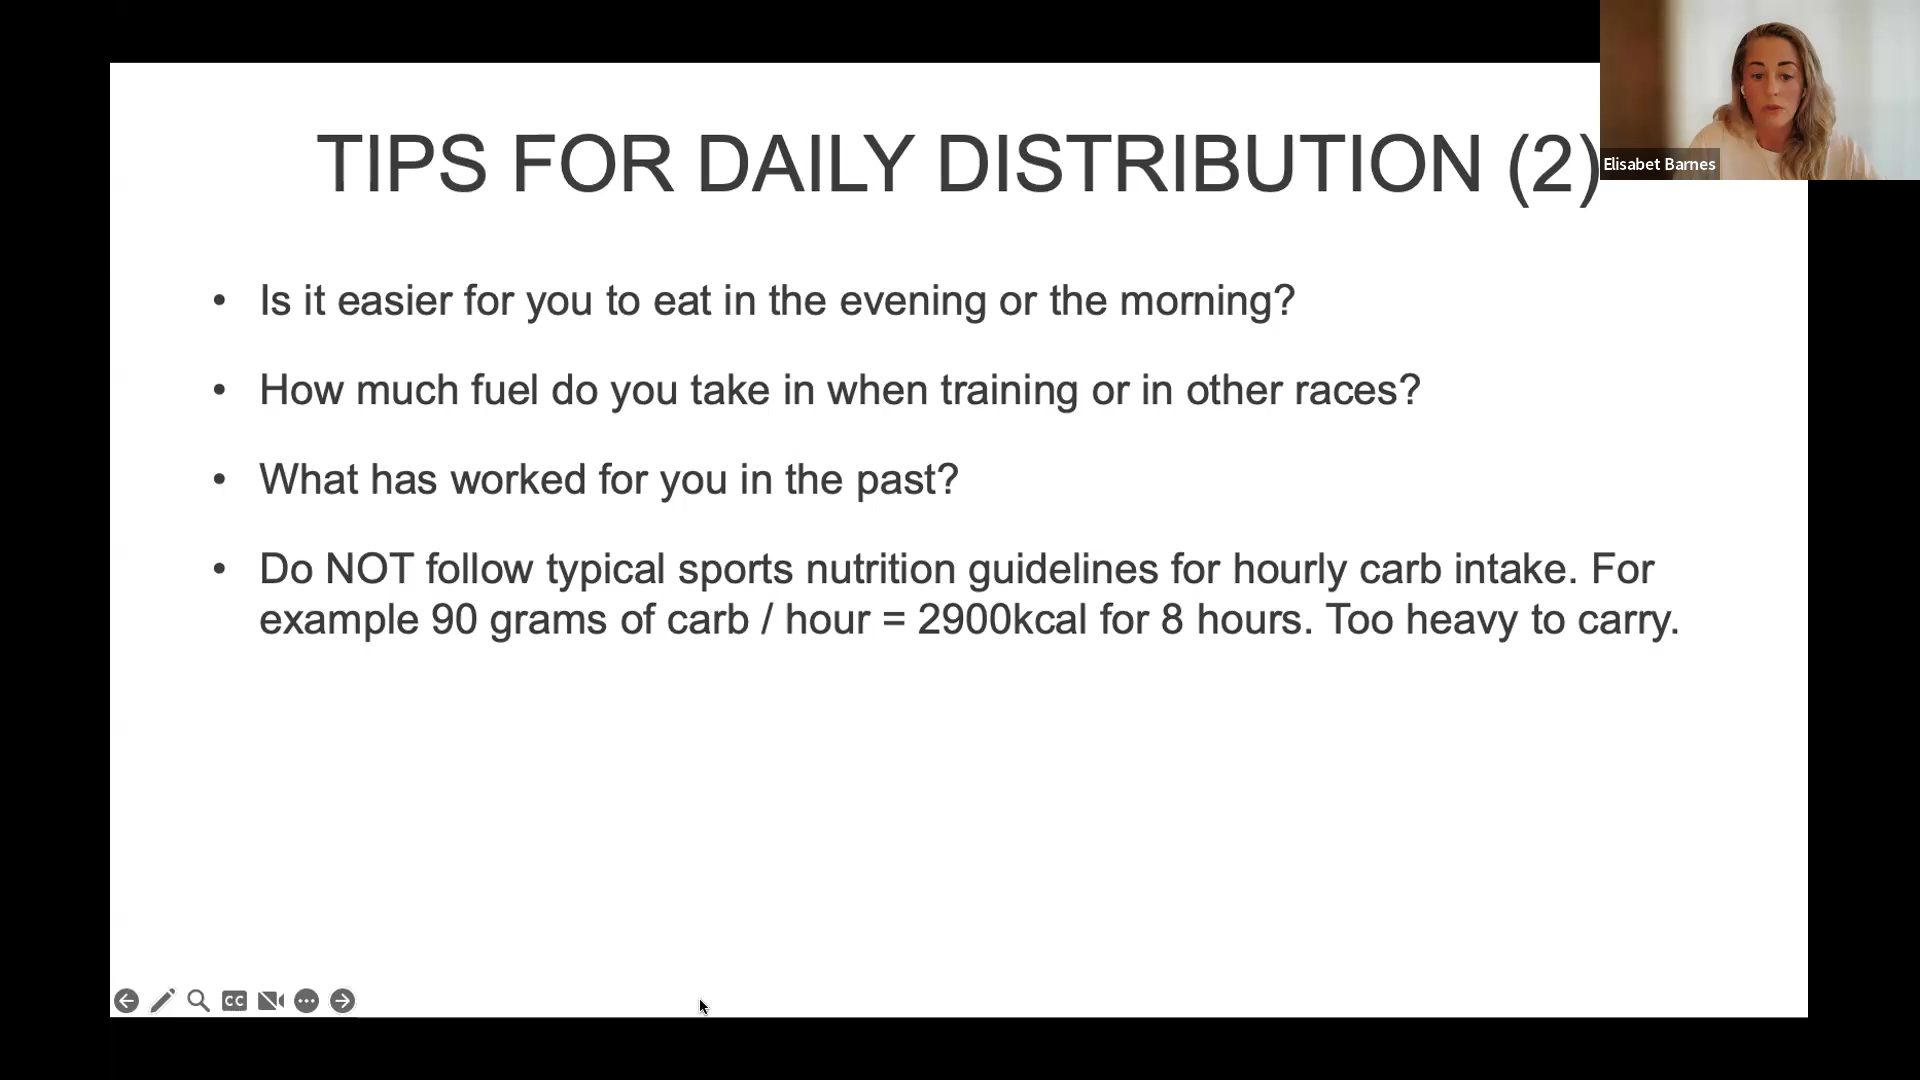 TIPS FOR DAILY DISTRIBUTION (2)
Elisabet Barnes
• Is it easier for you to eat in the evening or the morning?
• How much fuel do you take in when training or in other races?
• What has worked for you in the past?
• Do NOT follow typical sports nutrition guidelines for hourly carb intake. For
example 90 grams of carb / hour = 2900kcal for 8 hours. Too heavy to carry.
CC